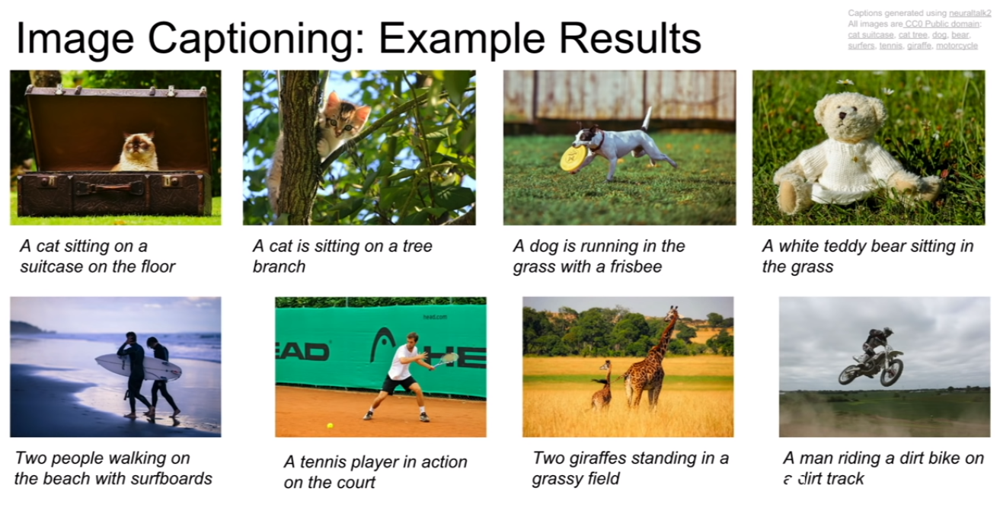 Image Captioning: Example Results
Captions generated using neuraltalk2
All images are CC0 Public domain:
cat suitcase, cat tree, dog, bear,
surfers, tennis, giraffe, motorcycle
A cat sitting on a
suitcase on the floor
A cat is sitting on a tree
branch
A dog is running in the
grass with a frisbee
A white teddy bear sitting in
the grass
head.com
EAD
HE
Two people walking on
the beach with surfboards
A tennis player in action
on the court
Two giraffes standing in a
grassy field
A man riding a dirt bike on
a dirt track